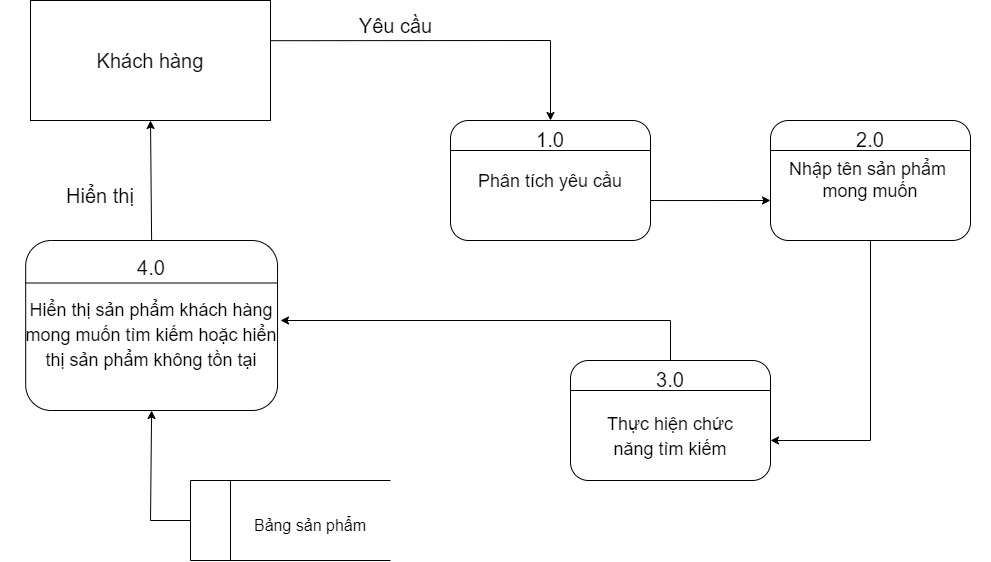 Yêu cầu
Khách hàng
1.0
Phân tích yêu cầu
2.0
Nhập tên sản phẩm
mong muốn
Hiển thị
4.0
Hiển thị sản phẩm khách hàng
mong muốn tìm kiếm hoặc hiển
thị sản phẩm không tồn tại
3.0
Thực hiện chức
năng tìm kiếm
Bảng sản phẩm